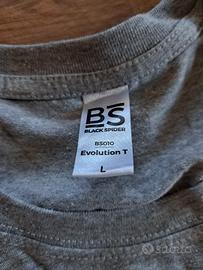 BS
BLACK SPIDER
BS010
Evolution T
L
subito